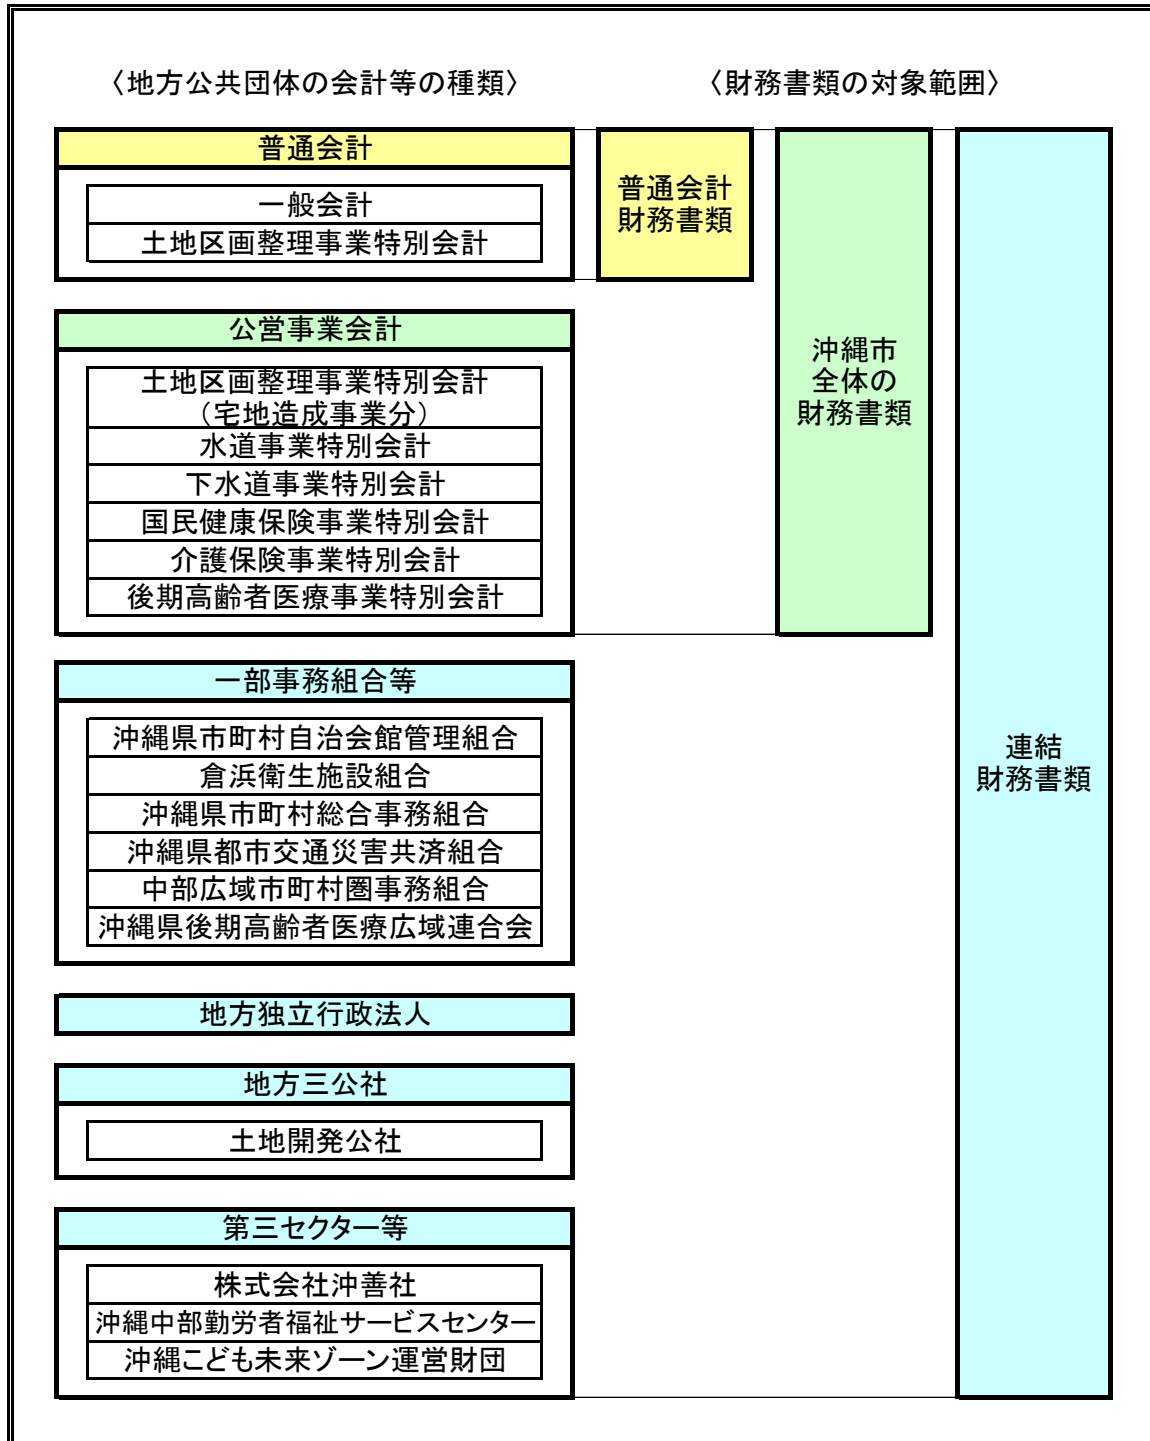 〈地方公共団体の会計等の種類〉
〈財務書類の対象範囲〉
普通会計
一般会計
土地区画整理事業特別会計
普通会計
財務書類
公営事業会計
土地区画整理事業特別会計
（宅地造成事業分）
水道事業特別会計
下水道事業特別会計
国民健康保険事業特別会計
介護保険事業特別会計
後期高齢者医療事業特別会計
沖縄市
全体の
財務書類
一部事務組合等
沖縄県市町村自治会館管理組合
倉浜衛生施設組合
沖縄県市町村総合事務組合
沖縄県都市交通災害共済組合
中部広域市町村圏事務組合
沖縄県後期高齢者医療広域連合会
連結
財務書類
地方独立行政法人
地方三公社
土地開発公社
第三セクター等
株式会社沖善社
沖縄中部勤労者福祉サービスセンター
沖縄こども未来ゾーン運営財団